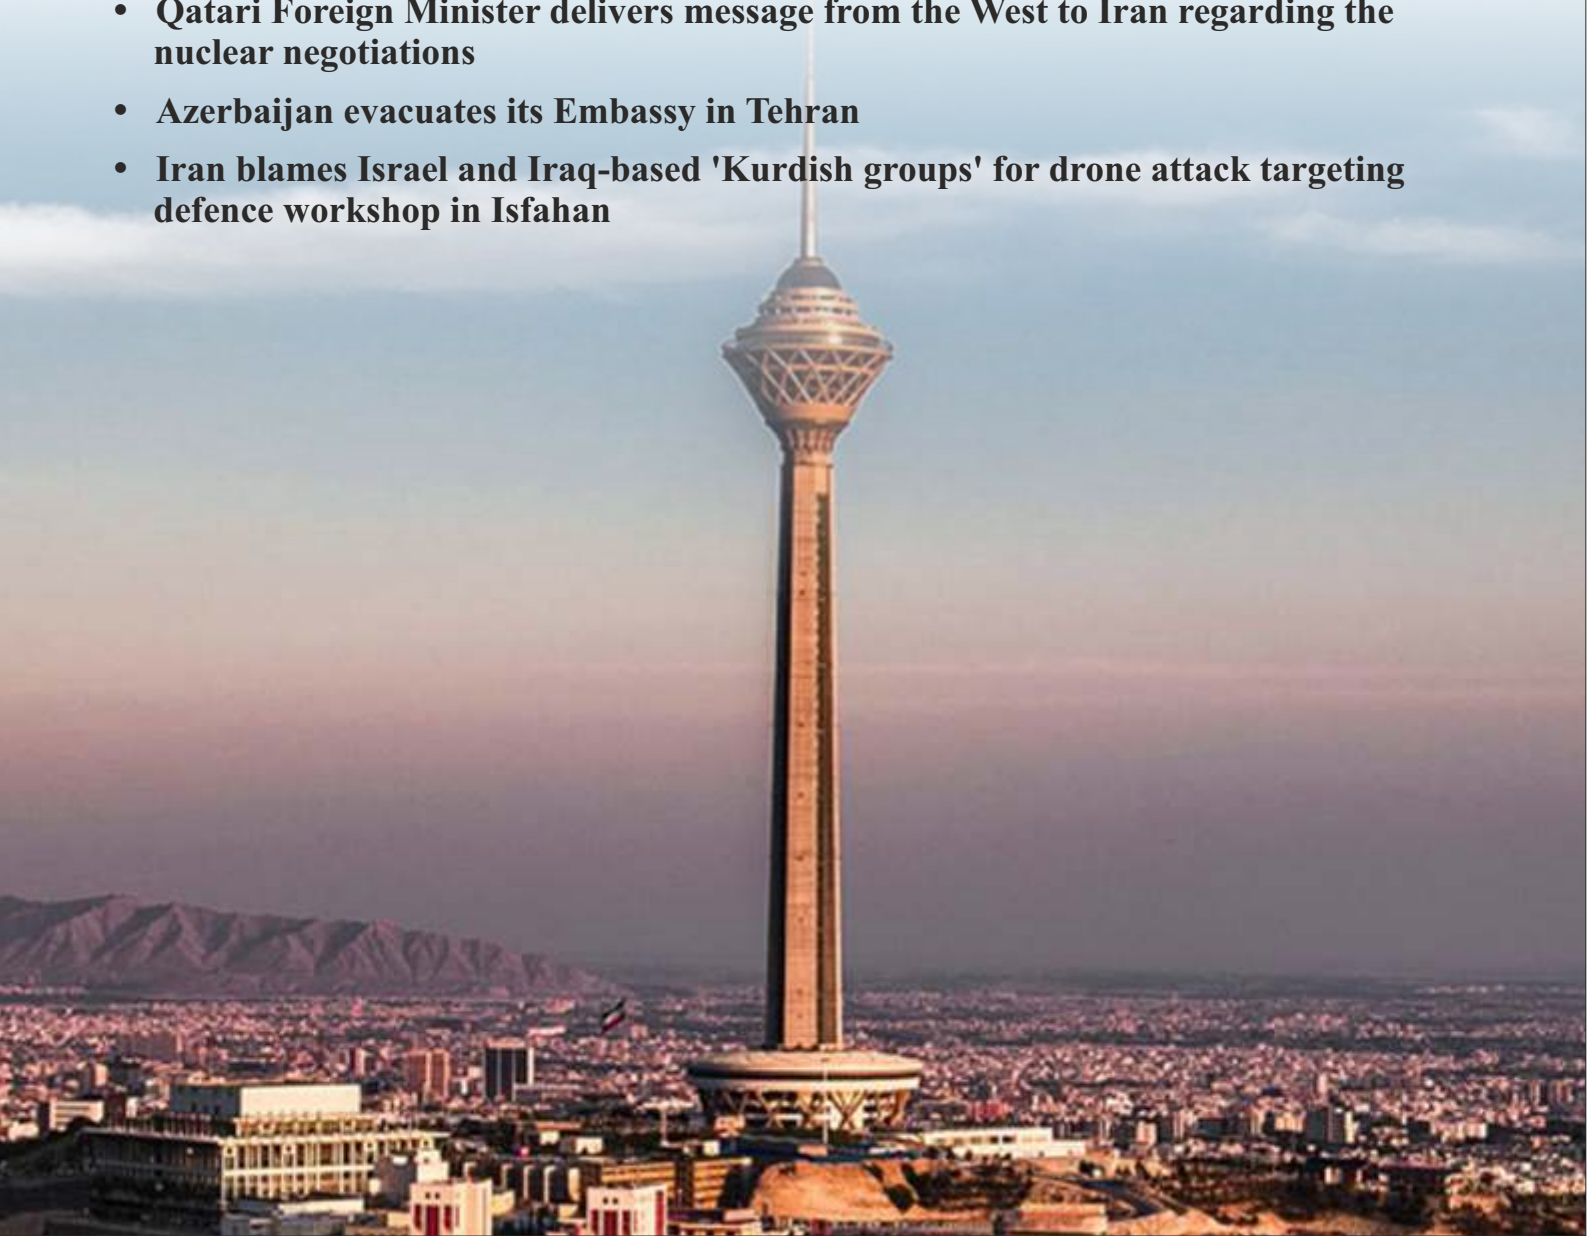 • Qatari Foreign Minister delivers message from the West to Iran regarding the
nuclear negotiations
• Azerbaijan evacuates its Embassy in Tehran
• Iran blames Israel and Iraq-based 'Kurdish groups' for drone attack targeting
defence workshop in Isfahan